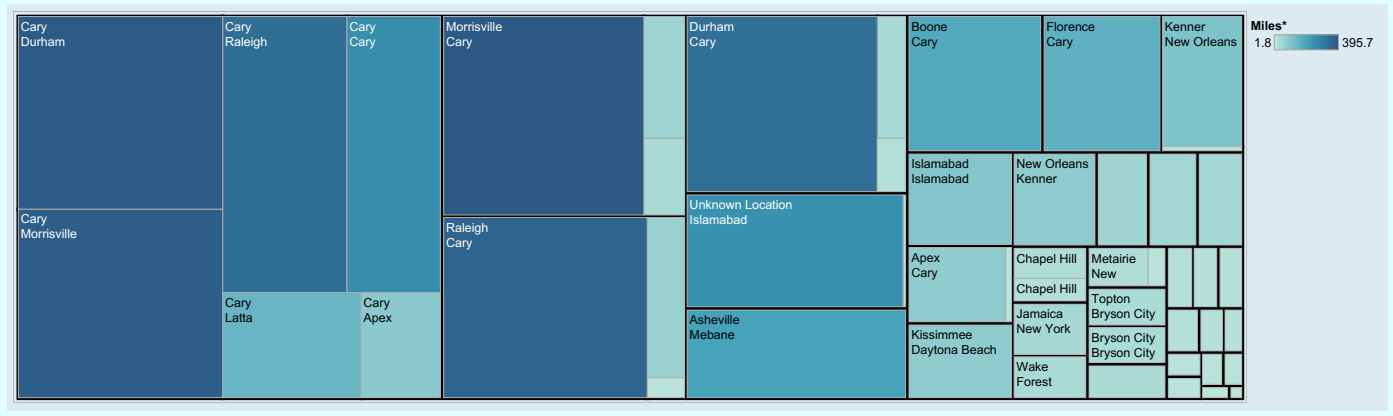 Cary
Durham
Cary
Raleigh
Cary
Cary
Morrisville
Cary
Durham
Cary
Boone
Cary
Florence
Cary
Kenner
New Orleans
Miles*
1.8
395.7
Islamabad
Islamabad
New Orleans
Kenner
Cary
Morrisville
Unknown Location
Islamabad
Raleigh
Cary
Apex
Cary
Chapel Hill
Chapel Hill
Metairie
New
Topton
Bryson City
Cary
Latta
Cary
Apex
Asheville
Mebane
Jamaica
New York
Kissimmee
Daytona Beach
Bryson City
Bryson City
Wake
Forest